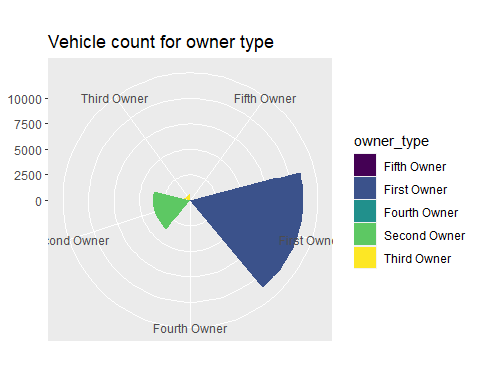 Vehicle count for owner type
10000
7500
5000
2500
0
Third Owner
Fifth Owner
cond Owner
First Owne
Fourth Owner
owner_type
Fifth Owner
First Owner
Fourth Owner
Second Owner
Third Owner